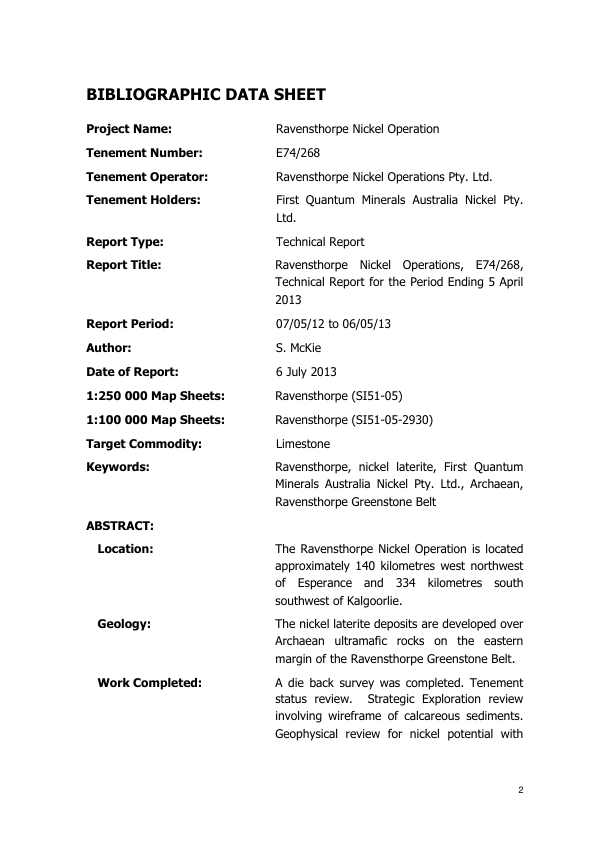 BIBLIOGRAPHIC DATA SHEET
Project Name: Ravensthorpe Nickel Operation
Tenement Number: E74/268
Tenement Operator: Ravensthorpe Nickel Operations Pty. Ltd.
Tenement Holders: First Quantum Minerals Australia Nickel Pty.
Ltd.
Report Type: Technical Report
Report Title: Ravensthorpe Nickel Operations, E74/268,
Technical Report for the Period Ending 5 April
2013
Report Period: 07/05/12 to 06/05/13
Author: S. McKie
Date of Report: 6 July 2013
1:250 000 Map Sheets: Ravensthorpe (SI51-05)
1:100 000 Map Sheets: Ravensthorpe (SI51-05-2930)
Target Commodity: Limestone
Keywords: Ravensthorpe, nickel laterite, First Quantum
Minerals Australia Nickel Pty. Ltd., Archaean,
Ravensthorpe Greenstone Belt
ABSTRACT:
Location: The Ravensthorpe Nickel Operation is located
approximately 140 kilometres west northwest
of Esperance and 334 kilometres south
southwest of Kalgoorlie.
Geology: The nickel laterite deposits are developed over
Archaean ultramafic rocks on the eastern
margin of the Ravensthorpe Greenstone Belt.
Work Completed: A die back survey was completed. Tenement
status review. Strategic Exploration review
involving wireframe of calcareous sediments.
Geophysical review for nickel potential with
2